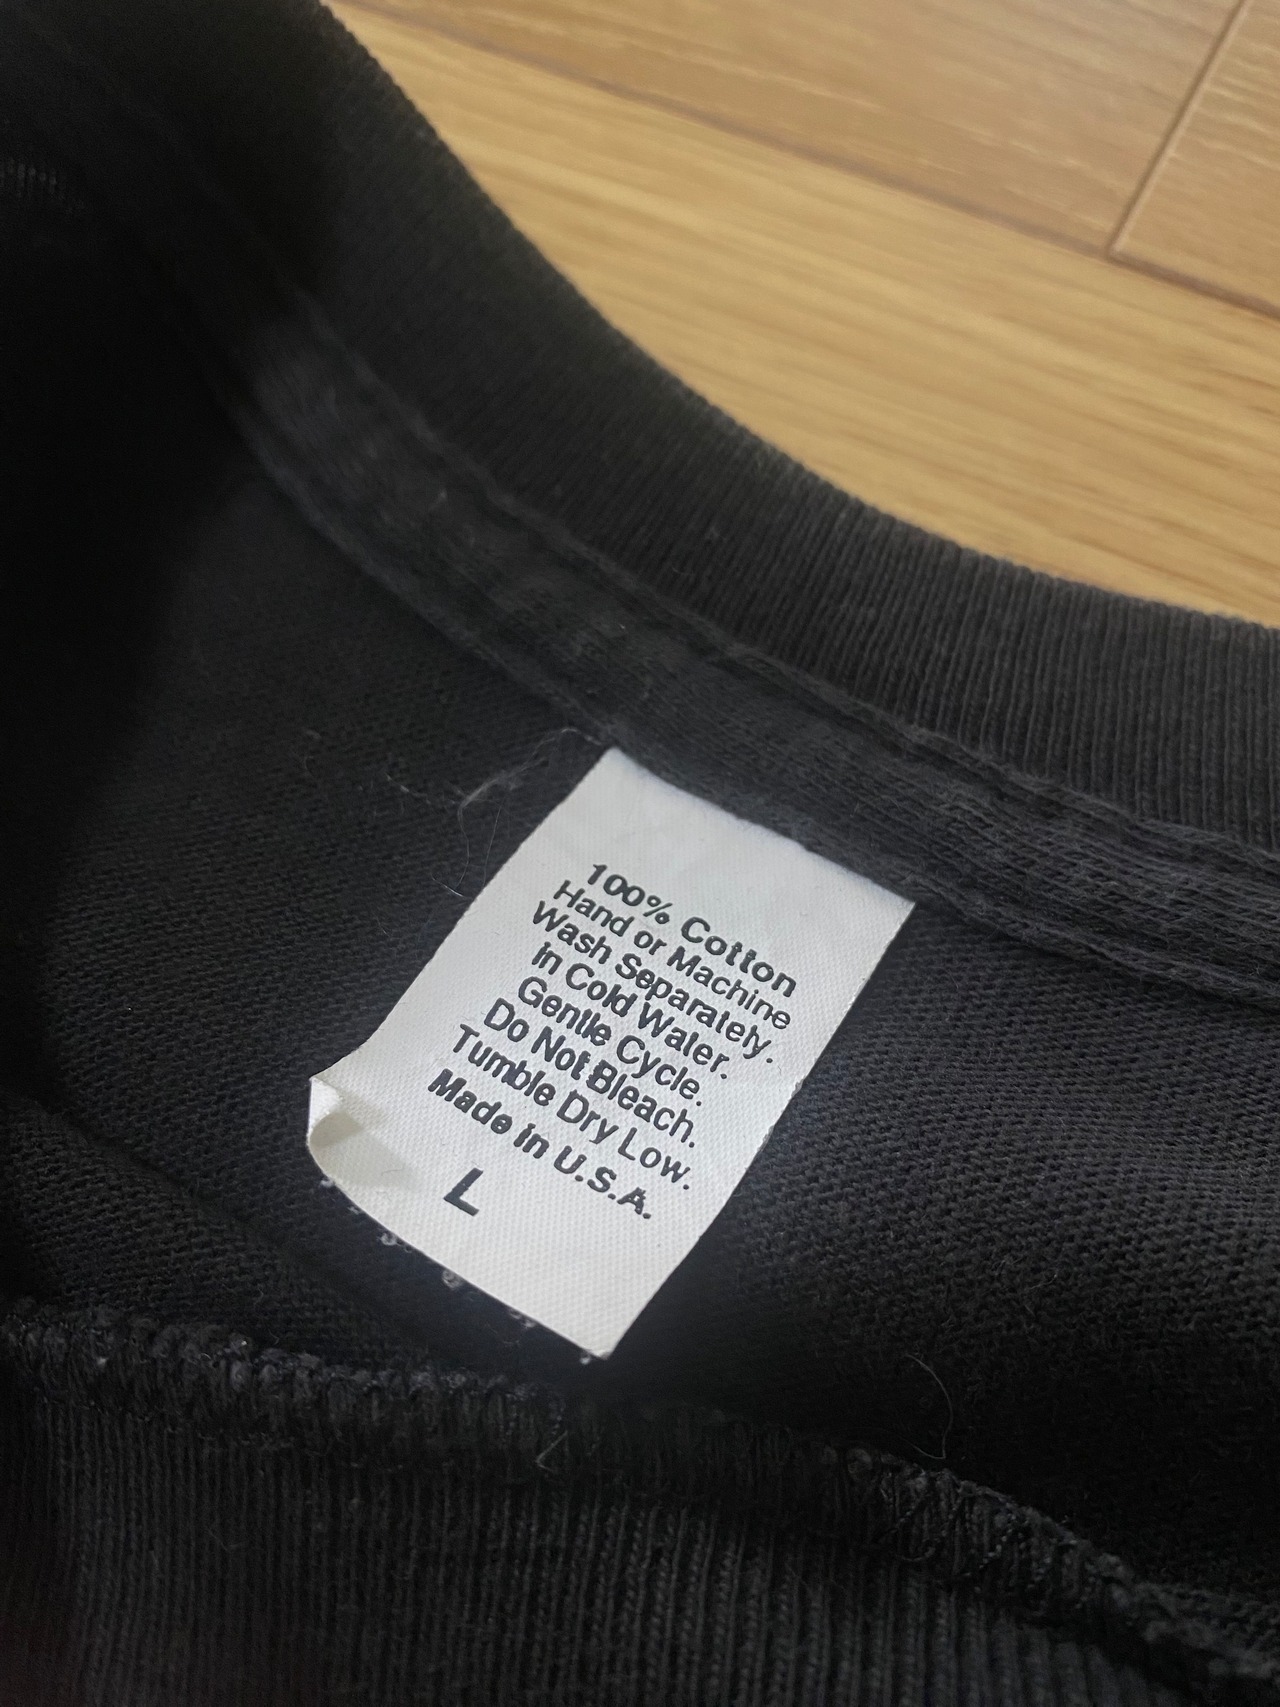 100% Cotton
Hand or Machine
Wash Separately.
In Cold Water.
Gentle Cycle.
Do Not Bleach.
Tumble Dry Low.
Made in U.S.A.
L